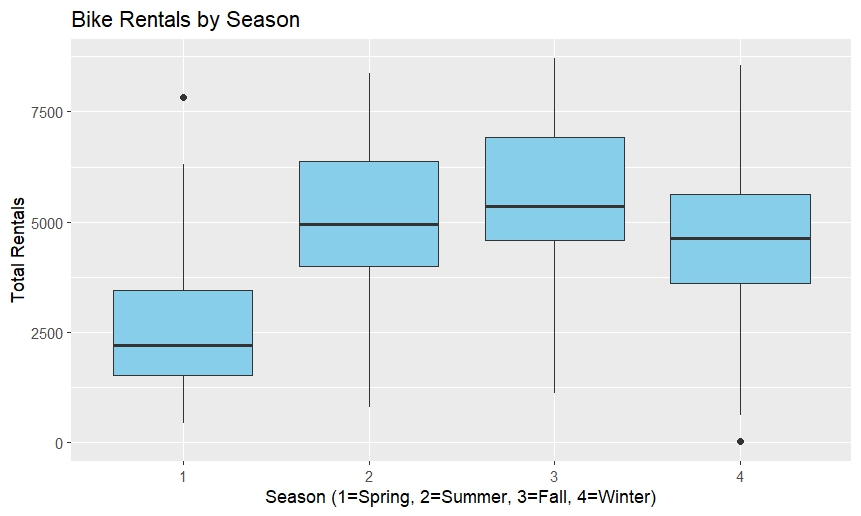 Bike Rentals by Season
Total Rentals
7500
5000
2500
0
1 2 3 4
Season (1=Spring, 2=Summer, 3=Fall, 4=Winter)